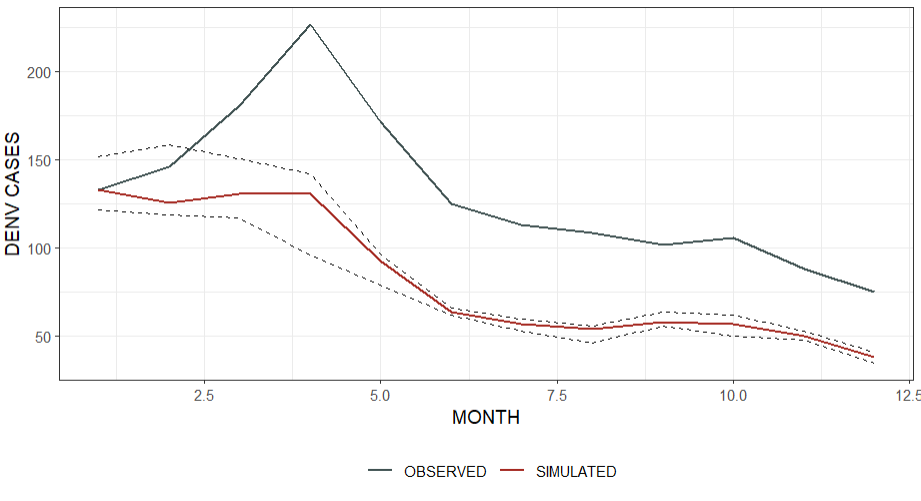 DENV CASES
200
150
100
50
2.5
5.0
7.5
10.0
12.5
MONTH
OBSERVED
SIMULATED